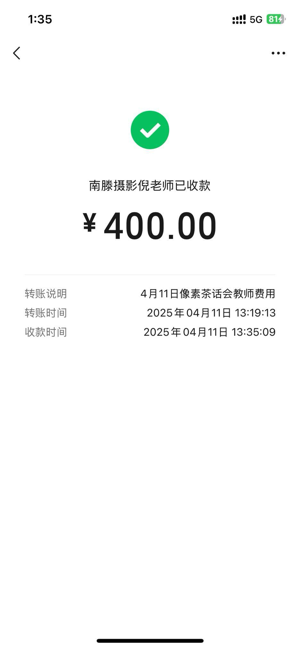 1:35
5G
81
南滕摄影倪老师已收款
¥400.00
转账说明 4月11日像素茶话会教师费用
转账时间 2025年04月11日 13:19:13
收款时间 2025年04月11日 13:35:09